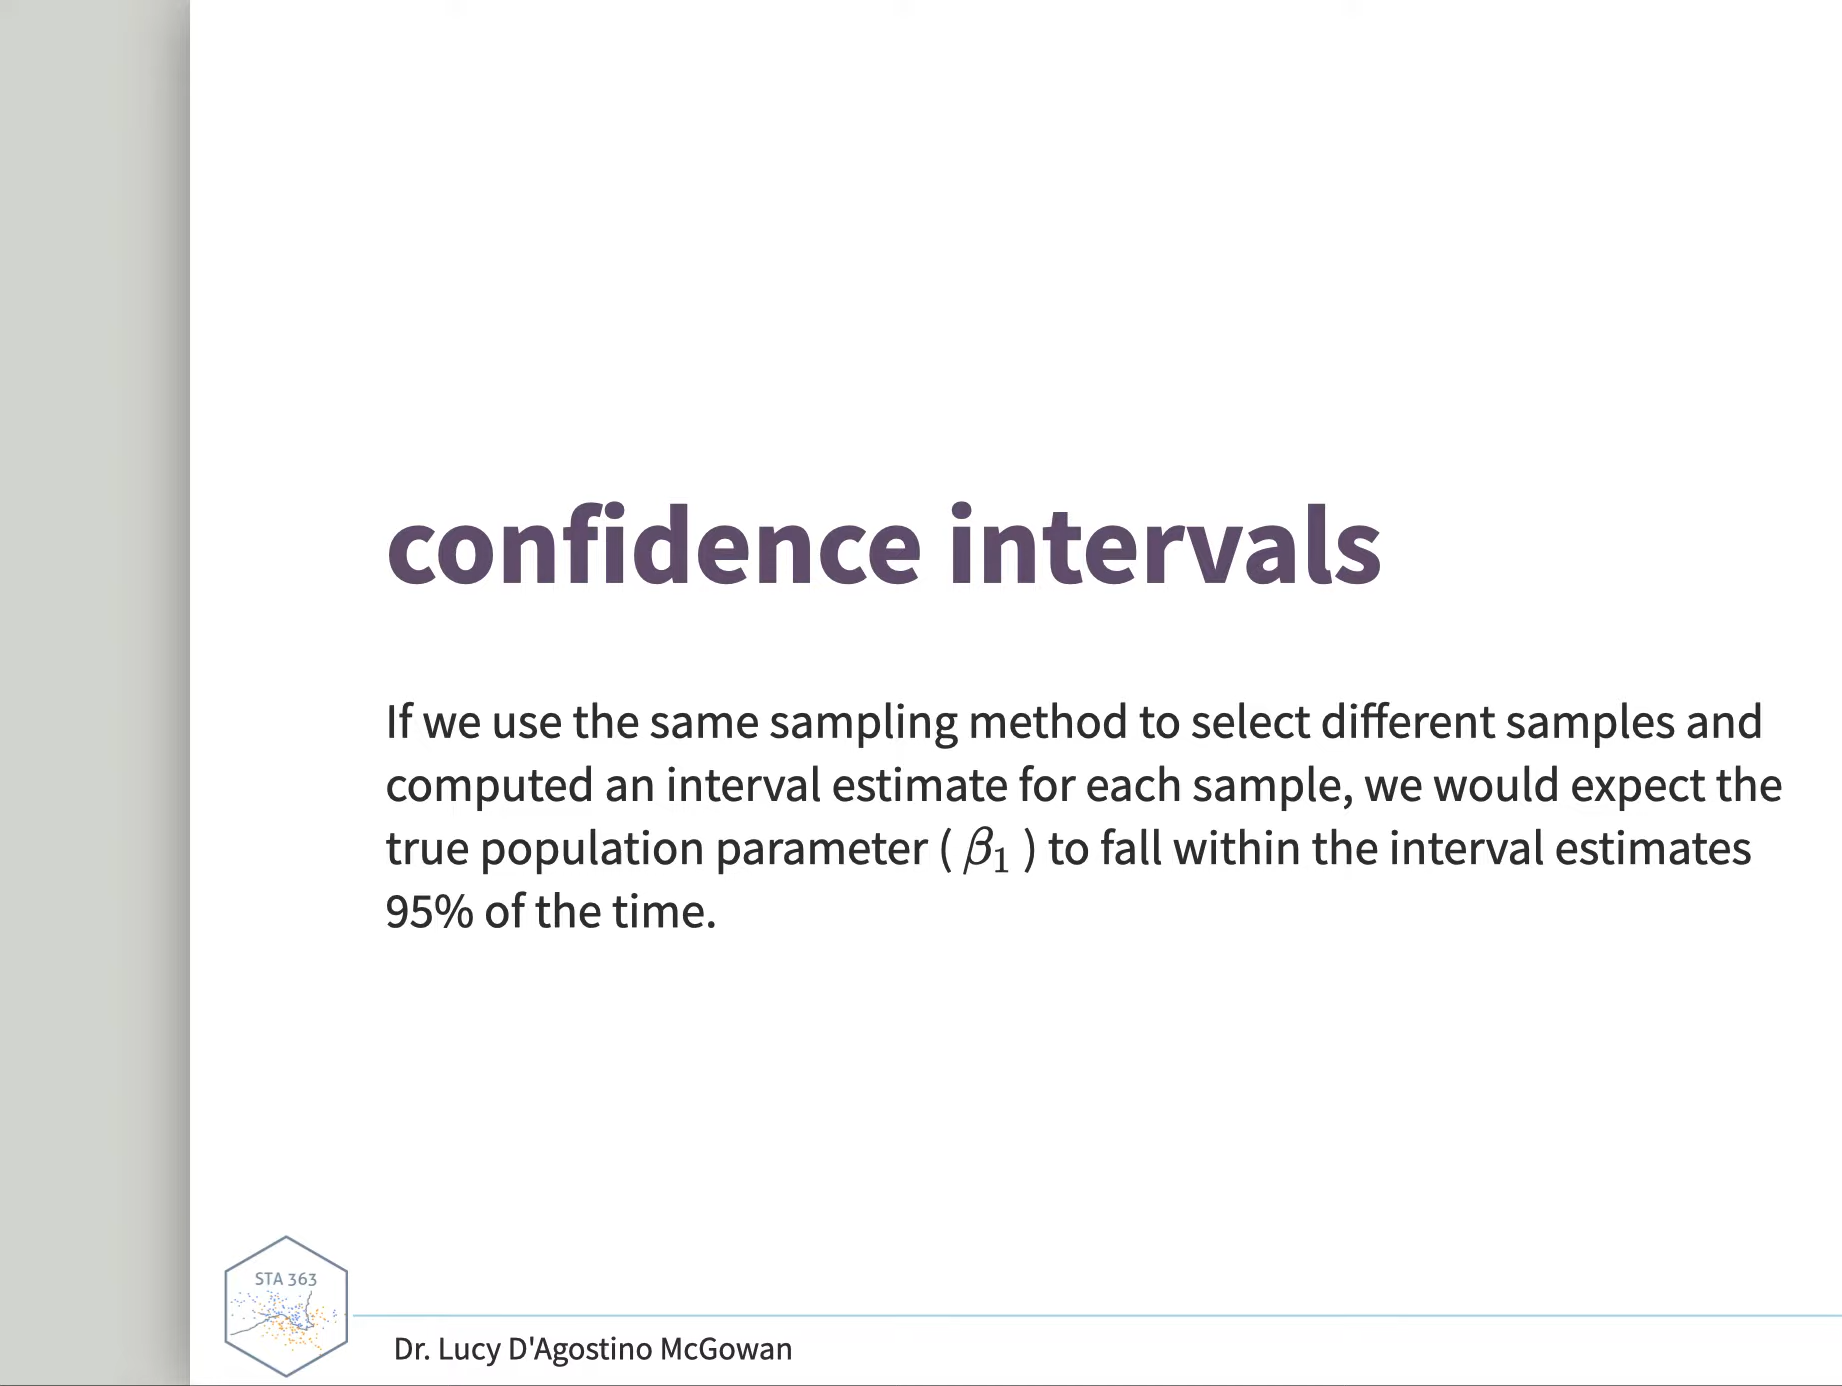 confidence intervals
If we use the same sampling method to select different samples and
computed an interval estimate for each sample, we would expect the
true population parameter ( β₁ ) to fall within the interval estimates
95% of the time.
STA 363
Dr. Lucy D'Agostino McGowan